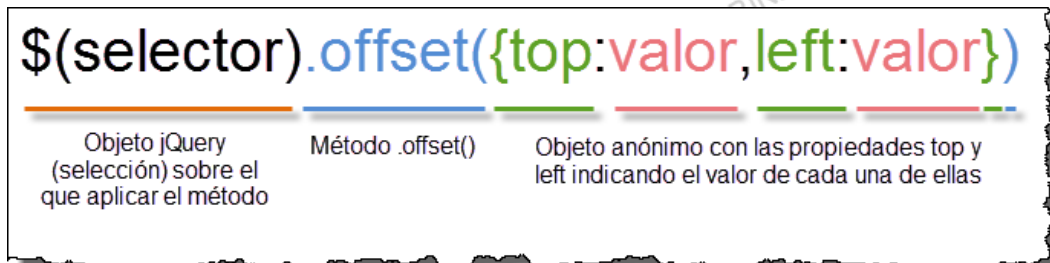 $(selector).offset({top:valor,left:valor})
Objeto jQuery
(selección) sobre el
que aplicar el método
Método .offset()
Objeto anónimo con las propiedades top y
left indicando el valor de cada una de ellas